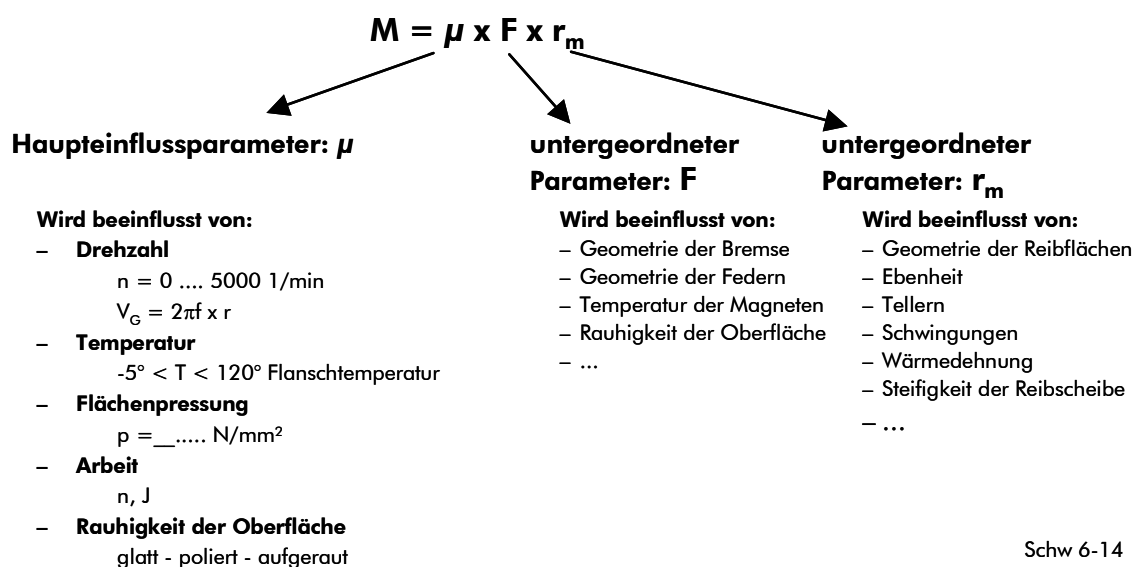 M = µ x F x rₘ
Haupteinflussparameter: µ
Wird beeinflusst von:
– Drehzahl
n = 0 .... 5000 1/min
V_G = 2πf x r
– Temperatur
-5° < T < 120° Flanschtemperatur
– Flächenpressung
p =__..... N/mm²
– Arbeit
n, J
– Rauhigkeit der Oberfläche
glatt - poliert - aufgeraut
untergeordneter
Parameter: F
Wird beeinflusst von:
– Geometrie der Bremse
– Geometrie der Federn
– Temperatur der Magneten
– Rauhigkeit der Oberfläche
– ...
untergeordneter
Parameter: rₘ
Wird beeinflusst von:
– Geometrie der Reibflächen
– Ebenheit
– Tellern
– Schwingungen
– Wärmedehnung
– Steifigkeit der Reibscheibe
– ...
Schw 6-14